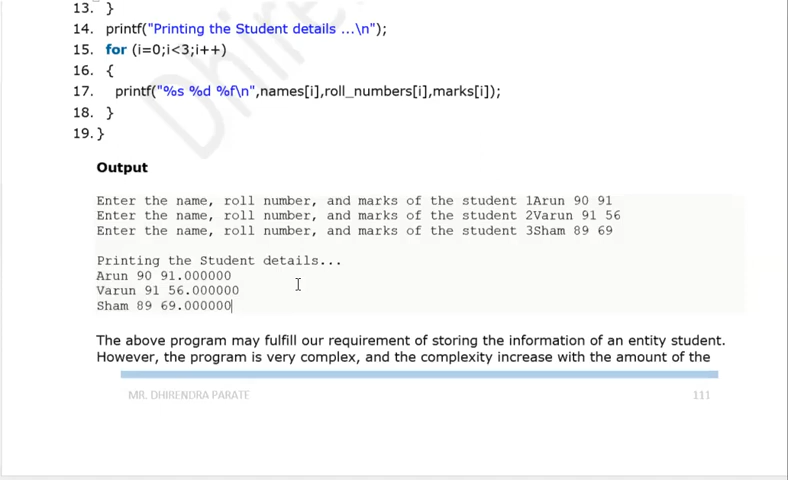 13. }
14. printf("Printing the Student details ...\n");
15. for (i=0;i<3;i++)
16. {
17. printf("%s %d %f\n",names[i],roll_numbers[i],marks[i]);
18. }
19. }
Output
Enter the name, roll number, and marks of the student 1Arun 90 91
Enter the name, roll number, and marks of the student 2Varun 91 56
Enter the name, roll number, and marks of the student 3Sham 89 69
Printing the Student details...
Arun 90 91.000000
Varun 91 56.000000
Sham 89 69.000000
The above program may fulfill our requirement of storing the information of an entity student.
However, the program is very complex, and the complexity increase with the amount of the
MR. DHIRENDRA PARATE 111